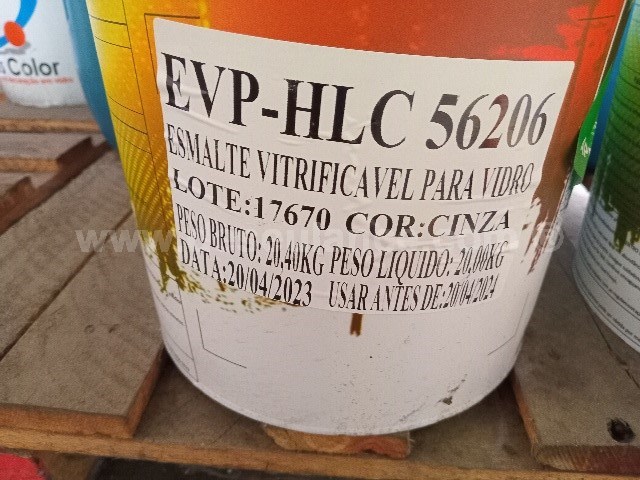 Color
EVP-HLC 56206
ESMALTE VITRIFICAVEL PARA VIDRO
LOTE:17670 COR:CINZA
PESO BRUTO: 20,40KG PESO LIQUIDO: 20,00KG
DATA:20/04/2023 USAR ANTES DE:20/04/2024